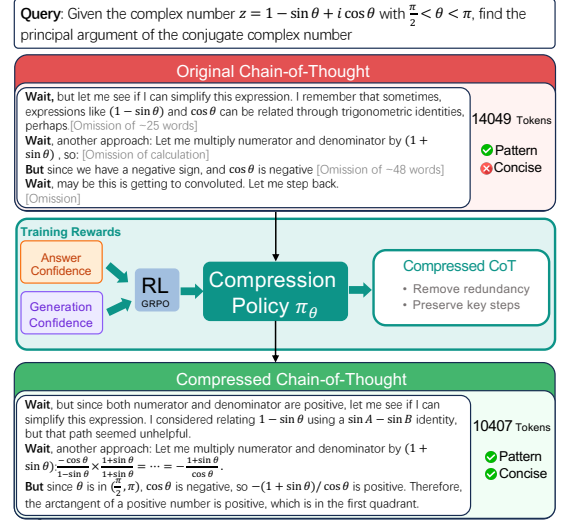 Query: Given the complex number z = 1 − sin θ + i cos θ with π/2 < θ < π, find the
principal argument of the conjugate complex number
Original Chain-of-Thought
Wait, but let me see if I can simplify this expression. I remember that sometimes,
expressions like (1 − sin θ) and cos θ can be related through trigonometric identities,
perhaps.[Omission of ~25 words]
Wait, another approach: Let me multiply numerator and denominator by (1 +
sin θ) , so: [Omission of calculation]
But since we have a negative sign, and cos θ is negative [Omission of ~48 words]
Wait, may be this is getting to convoluted. Let me step back.
[Omission]
14049 Tokens
Pattern
Concise
Training Rewards
Answer
Confidence
Generation
Confidence
RL
GRPO
Compression
Policy π_θ
Compressed CoT
• Remove redundancy
• Preserve key steps
Compressed Chain-of-Thought
Wait, but since both numerator and denominator are positive, let me see if I can
simplify this expression. I considered relating 1 − sin θ using a sin A − sin B identity,
but that path seemed unhelpful.
Wait, another approach: Let me multiply numerator and denominator by (1 +
sin θ): −cos θ/1−sin θ × 1+sin θ/1+sin θ = ⋯ = − 1+sin θ/cos θ .
But since θ is in (π/2, π), cos θ is negative, so −(1 + sin θ)/ cos θ is positive. Therefore,
the arctangent of a positive number is positive, which is in the first quadrant.
10407 Tokens
Pattern
Concise